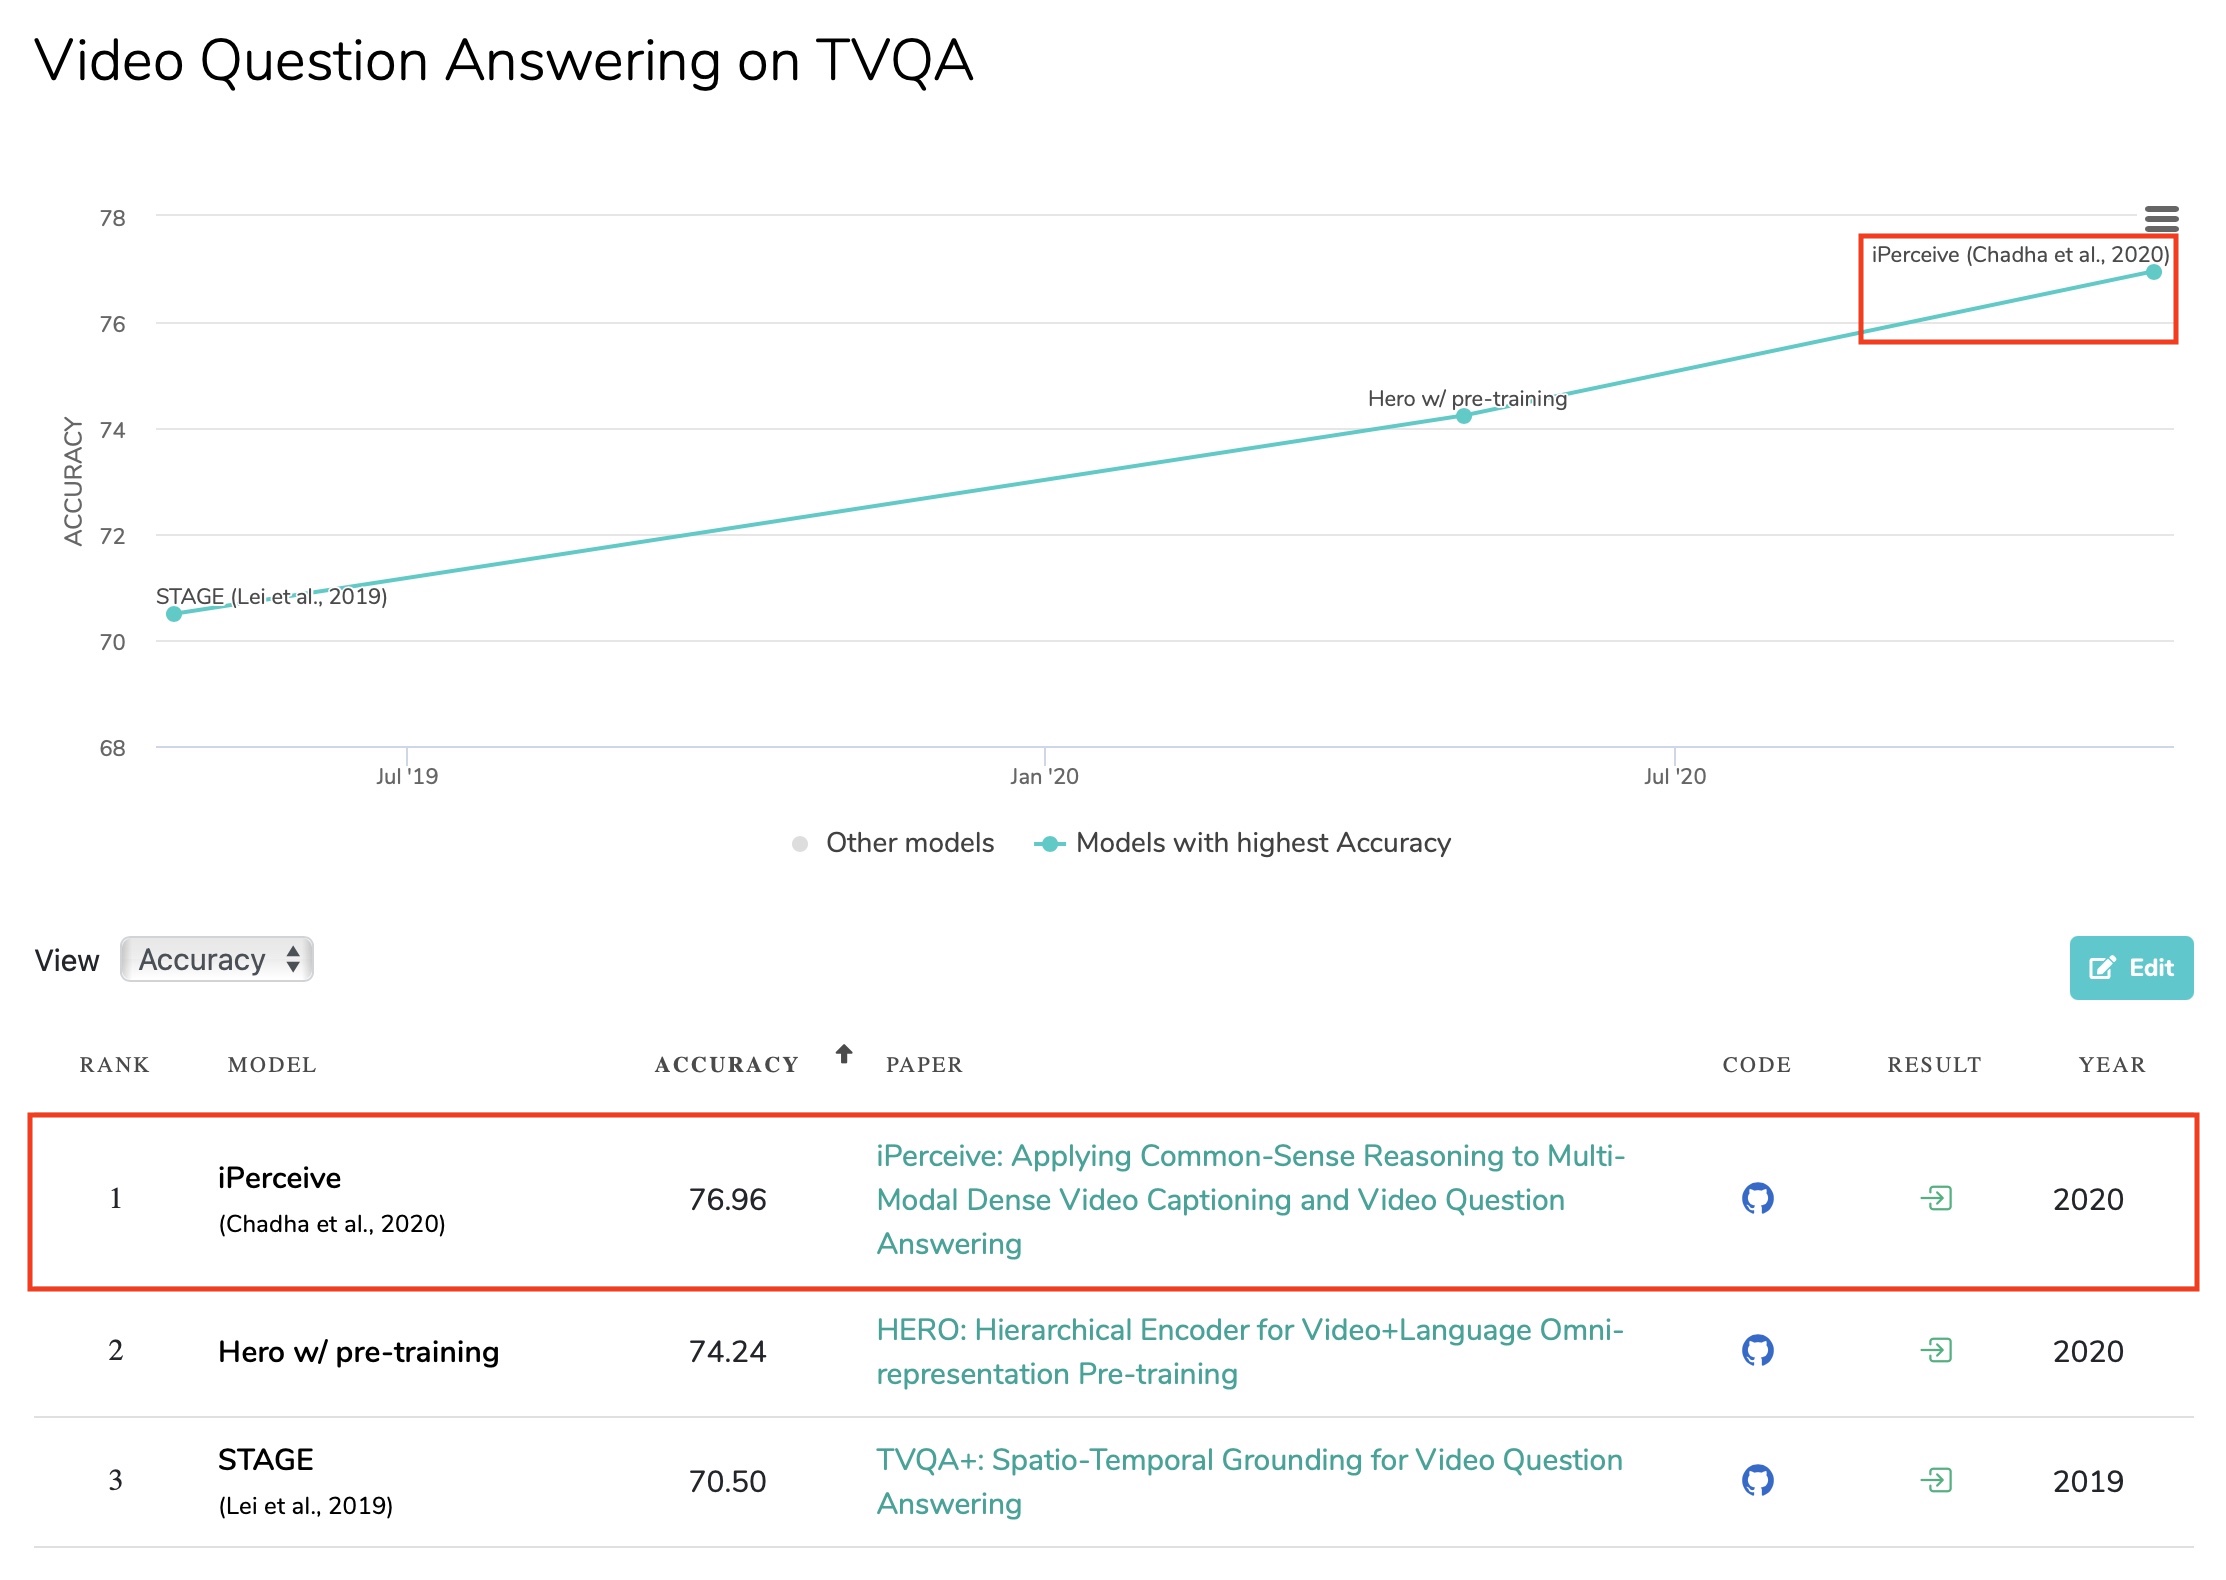 Video Question Answering on TVQA
78
iPerceive (Chadha et al., 2020)
76
Hero w/ pre-training
74
ACCURACY
72
STAGE (Lei et al., 2019)
70
68
Jul '19
Jan '20
Jul '20
Other models
Models with highest Accuracy
View
Accuracy
Edit
RANK MODEL ACCURACY PAPER CODE RESULT YEAR
1
iPerceive
(Chadha et al., 2020)
76.96
iPerceive: Applying Common-Sense Reasoning to Multi-
Modal Dense Video Captioning and Video Question
Answering
2020
2
Hero w/ pre-training
74.24
HERO: Hierarchical Encoder for Video+Language Omni-
representation Pre-training
2020
3
STAGE
(Lei et al., 2019)
70.50
TVQA+: Spatio-Temporal Grounding for Video Question
Answering
2019